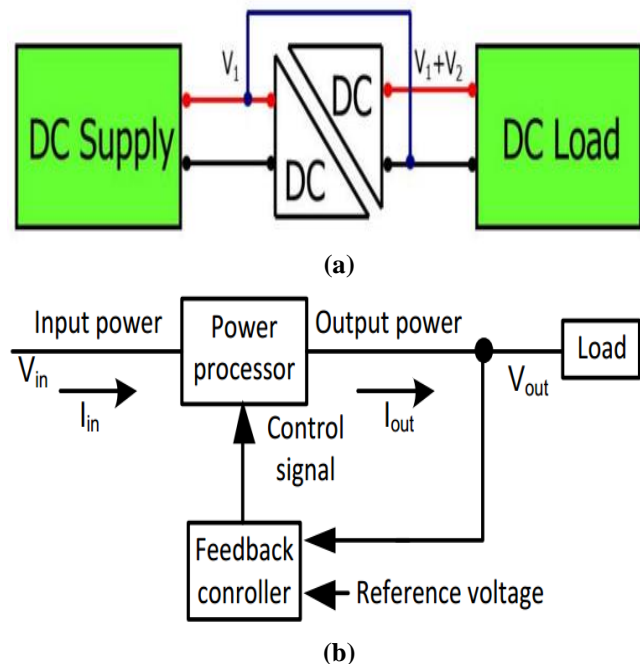 DC Supply
V1
DC
DC
V1+V2
DC Load
(a)
Input power
Power
processor
Output power
Load
Vin
Iin
Iout
Vout
Control
signal
Feedback
conroller
Reference voltage
(b)